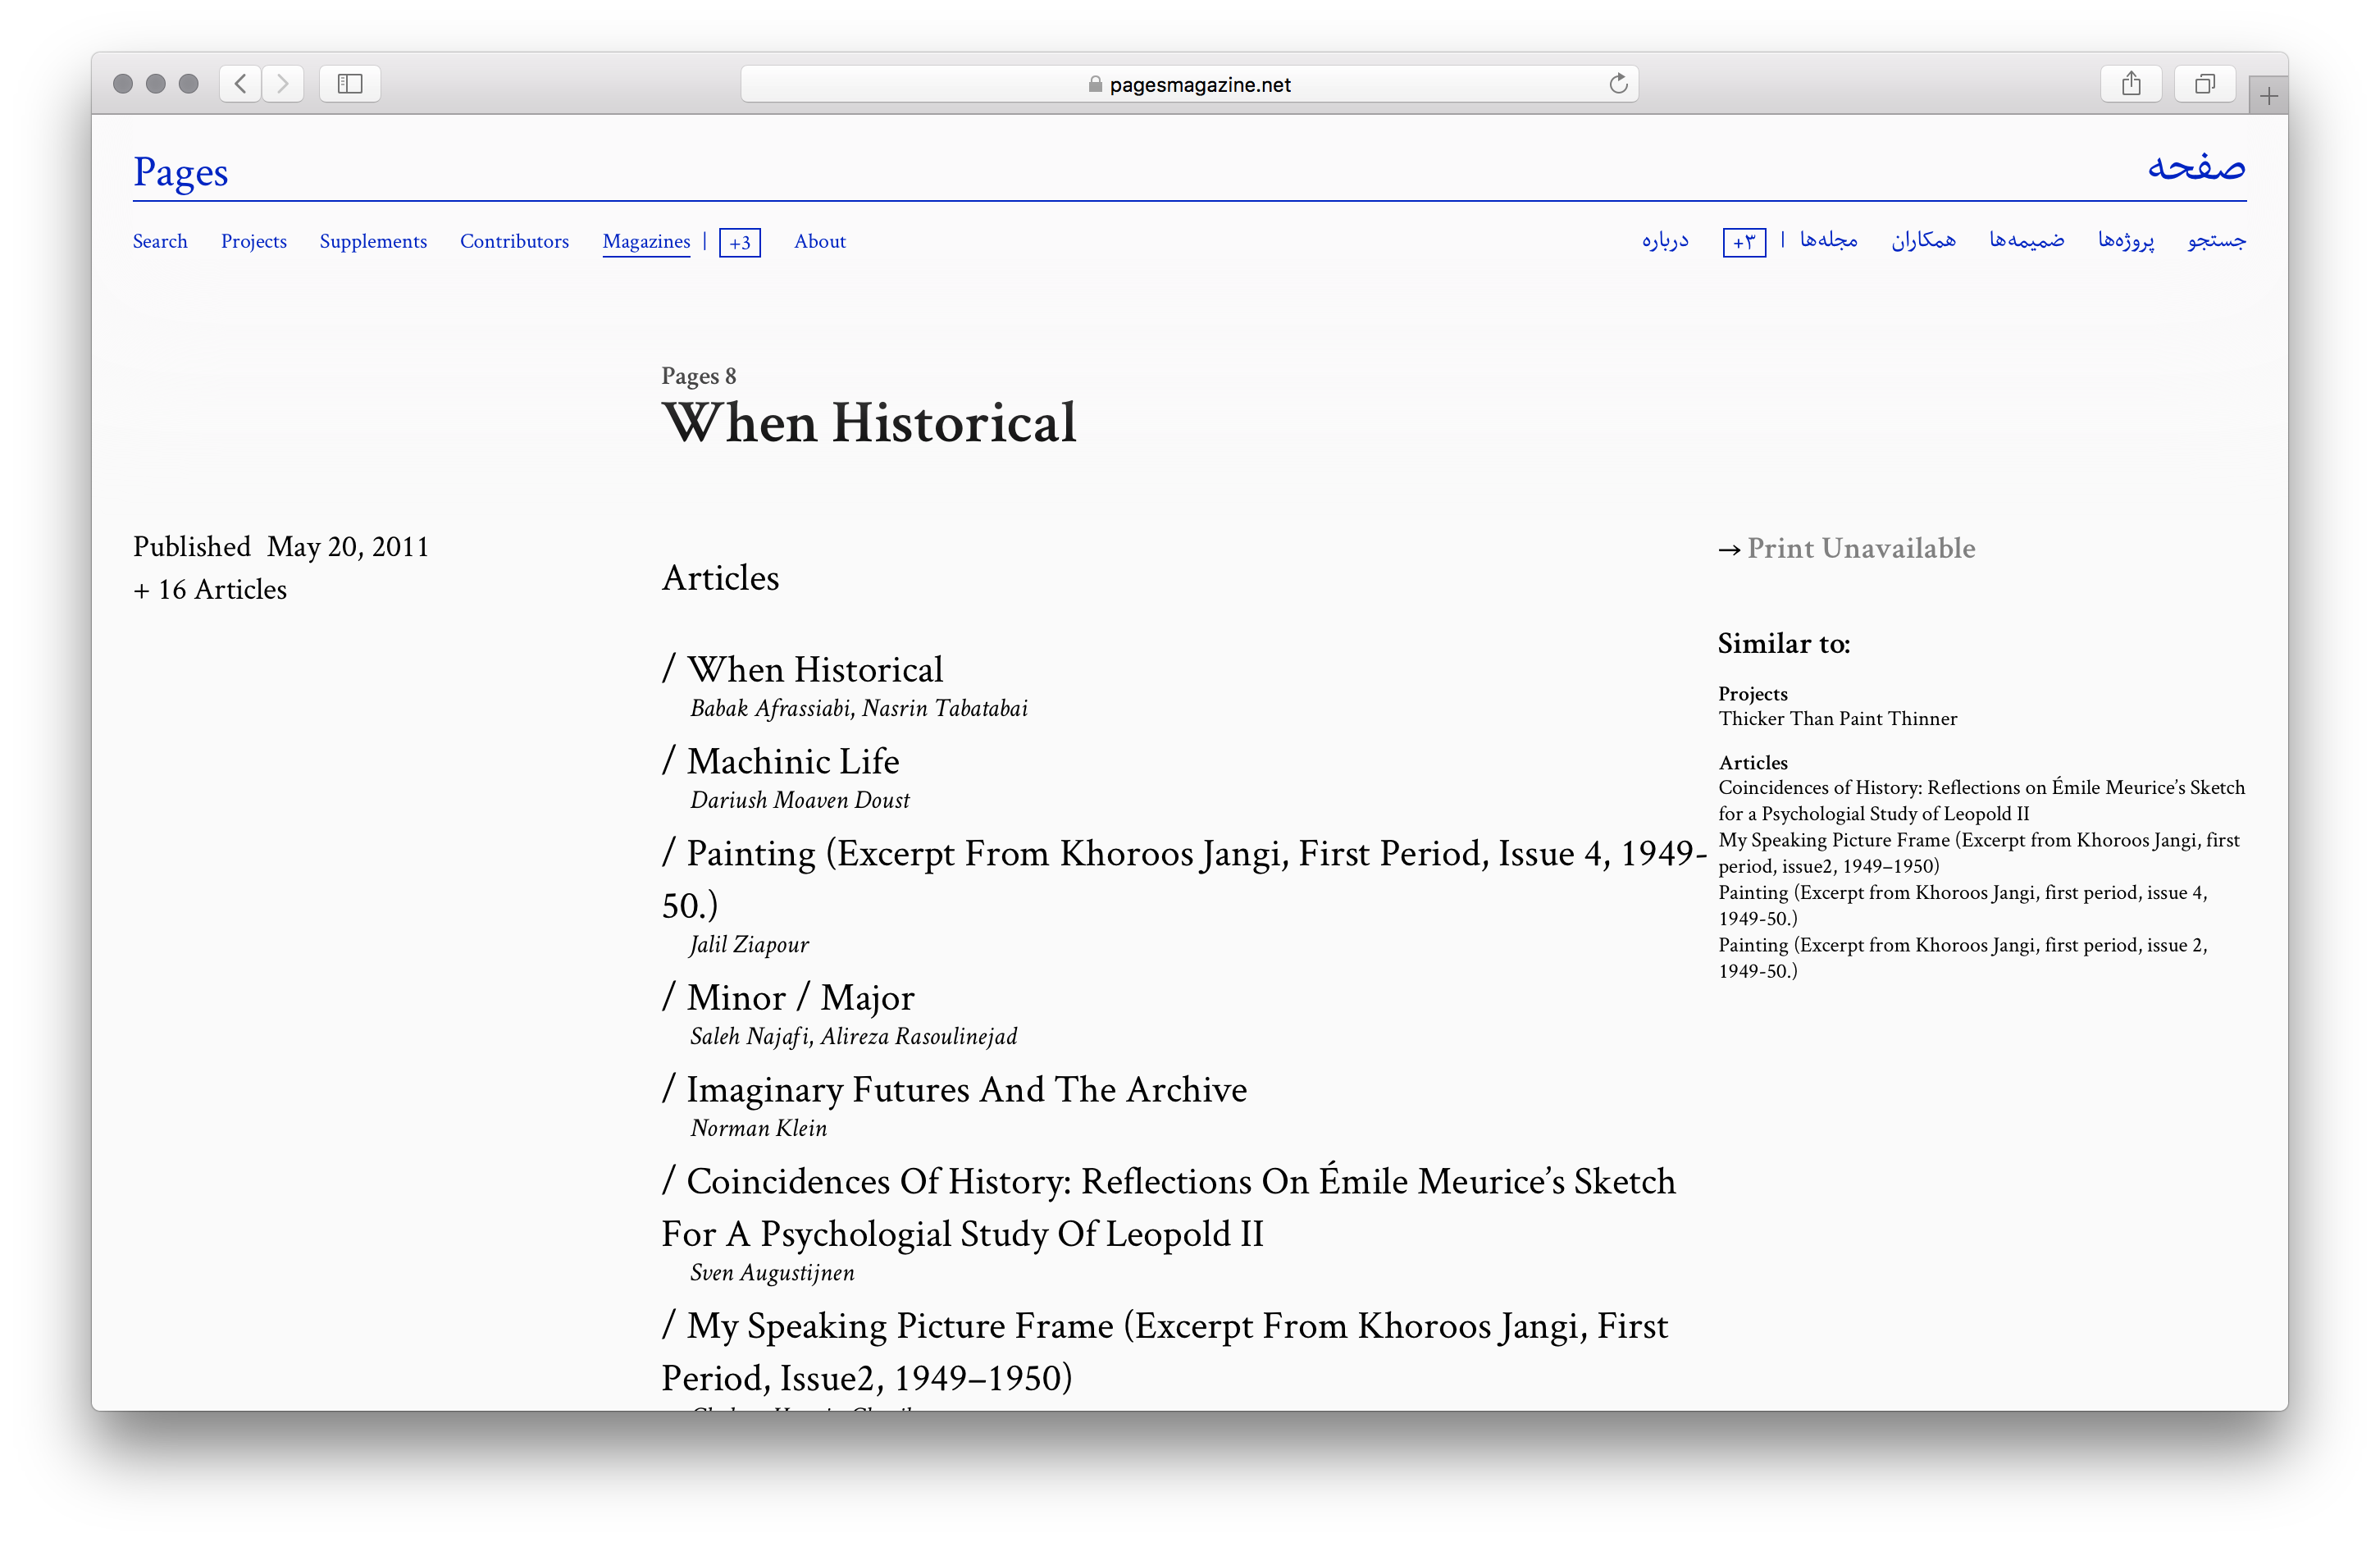 pagesmagazine.net
Pages
صفحه
Search Projects Supplements Contributors Magazines | +3 About
جستجو پروژه‌ها ضمیمه‌ها همکاران مجله‌ها | +۳ درباره
Pages 8
When Historical
Published May 20, 2011
+ 16 Articles
Articles
/ When Historical
Babak Afrassiabi, Nasrin Tabatabai
/ Machinic Life
Dariush Moaven Doust
/ Painting (Excerpt From Khoroos Jangi, First Period, Issue 4, 1949-
50.)
Jalil Ziapour
/ Minor / Major
Saleh Najafi, Alireza Rasoulinejad
/ Imaginary Futures And The Archive
Norman Klein
/ Coincidences Of History: Reflections On Émile Meurice’s Sketch
For A Psychologial Study Of Leopold II
Sven Augustijnen
/ My Speaking Picture Frame (Excerpt From Khoroos Jangi, First
Period, Issue2, 1949–1950)
→ Print Unavailable
Similar to:
Projects
Thicker Than Paint Thinner
Articles
Coincidences of History: Reflections on Émile Meurice’s Sketch
for a Psychologial Study of Leopold II
My Speaking Picture Frame (Excerpt from Khoroos Jangi, first
period, issue2, 1949–1950)
Painting (Excerpt from Khoroos Jangi, first period, issue 4,
1949-50.)
Painting (Excerpt from Khoroos Jangi, first period, issue 2,
1949-50.)